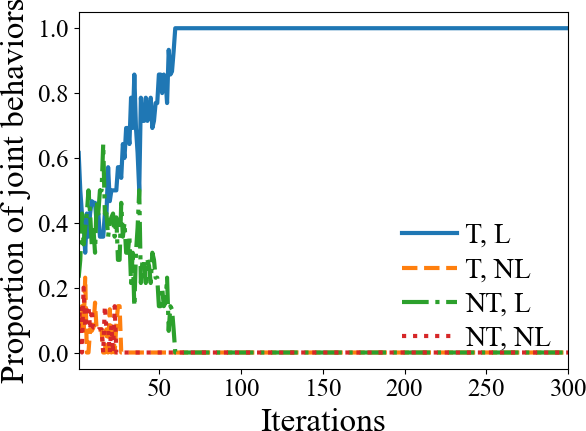 Proportion of joint behaviors
1.0
0.8
0.6
0.4
0.2
0.0
T, L
T, NL
NT, L
NT, NL
50
100
150
200
250
300
Iterations